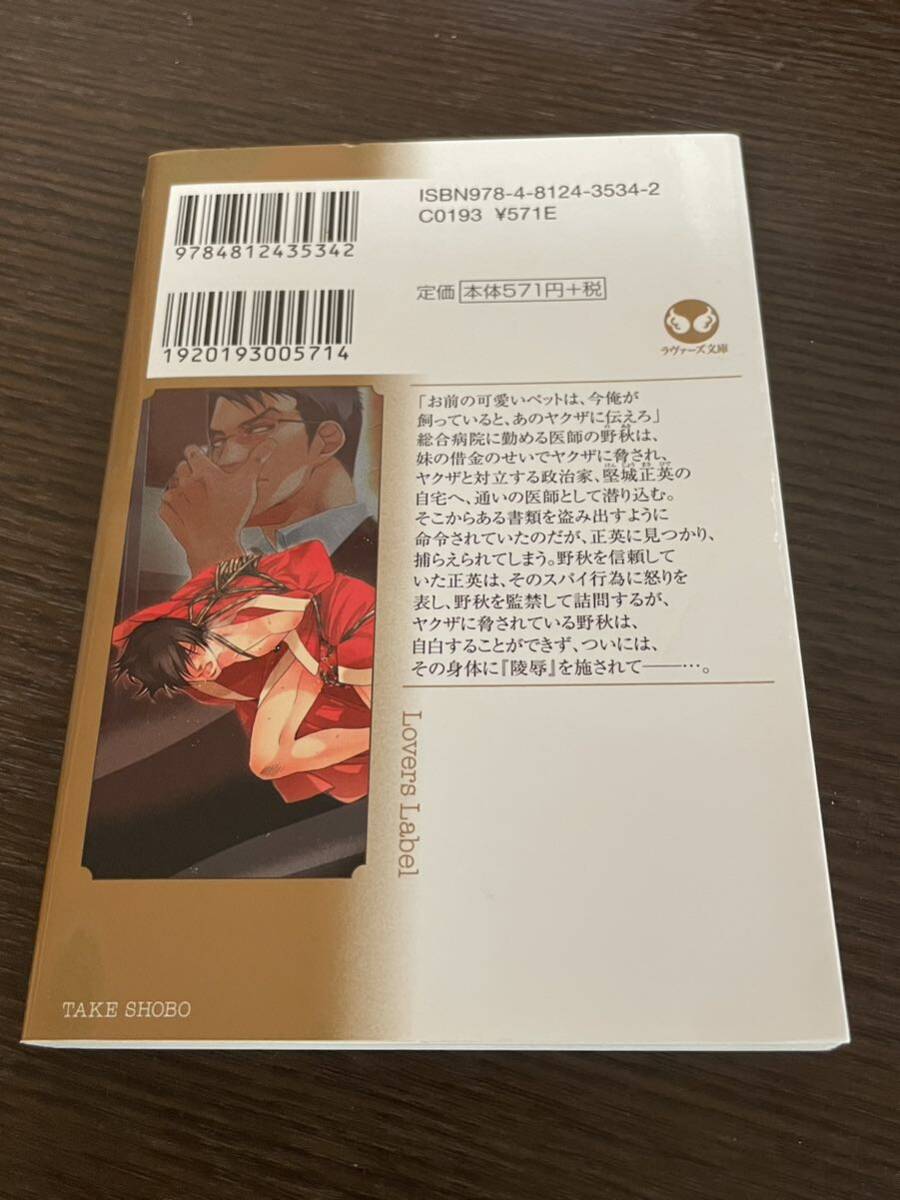 ISBN978-4-8124-3534-2
C0193 ¥571E
9784812435342
定価 本体571円+税
1920193005714
ラヴァーズ文庫
「お前の可愛いペットは、今俺が
飼っていると、あのヤクザに伝えろ」
総合病院に勤める医師の野秋は、
妹の借金のせいでヤクザに脅され、
ヤクザと対立する政治家、堅城正英の
自宅へ、通いの医師として潜り込む。
そこからある書類を盗み出すように
命令されていたのだが、正英に見つかり、
捕らえられてしまう。野秋を信頼して
いた正英は、そのスパイ行為に怒りを
表し、野秋を監禁して詰問するが、
ヤクザに脅されている野秋は、
自白することができず、ついには、
その身体に『陵辱』を施されて――…。
Lovers Label
TAKE SHOBO